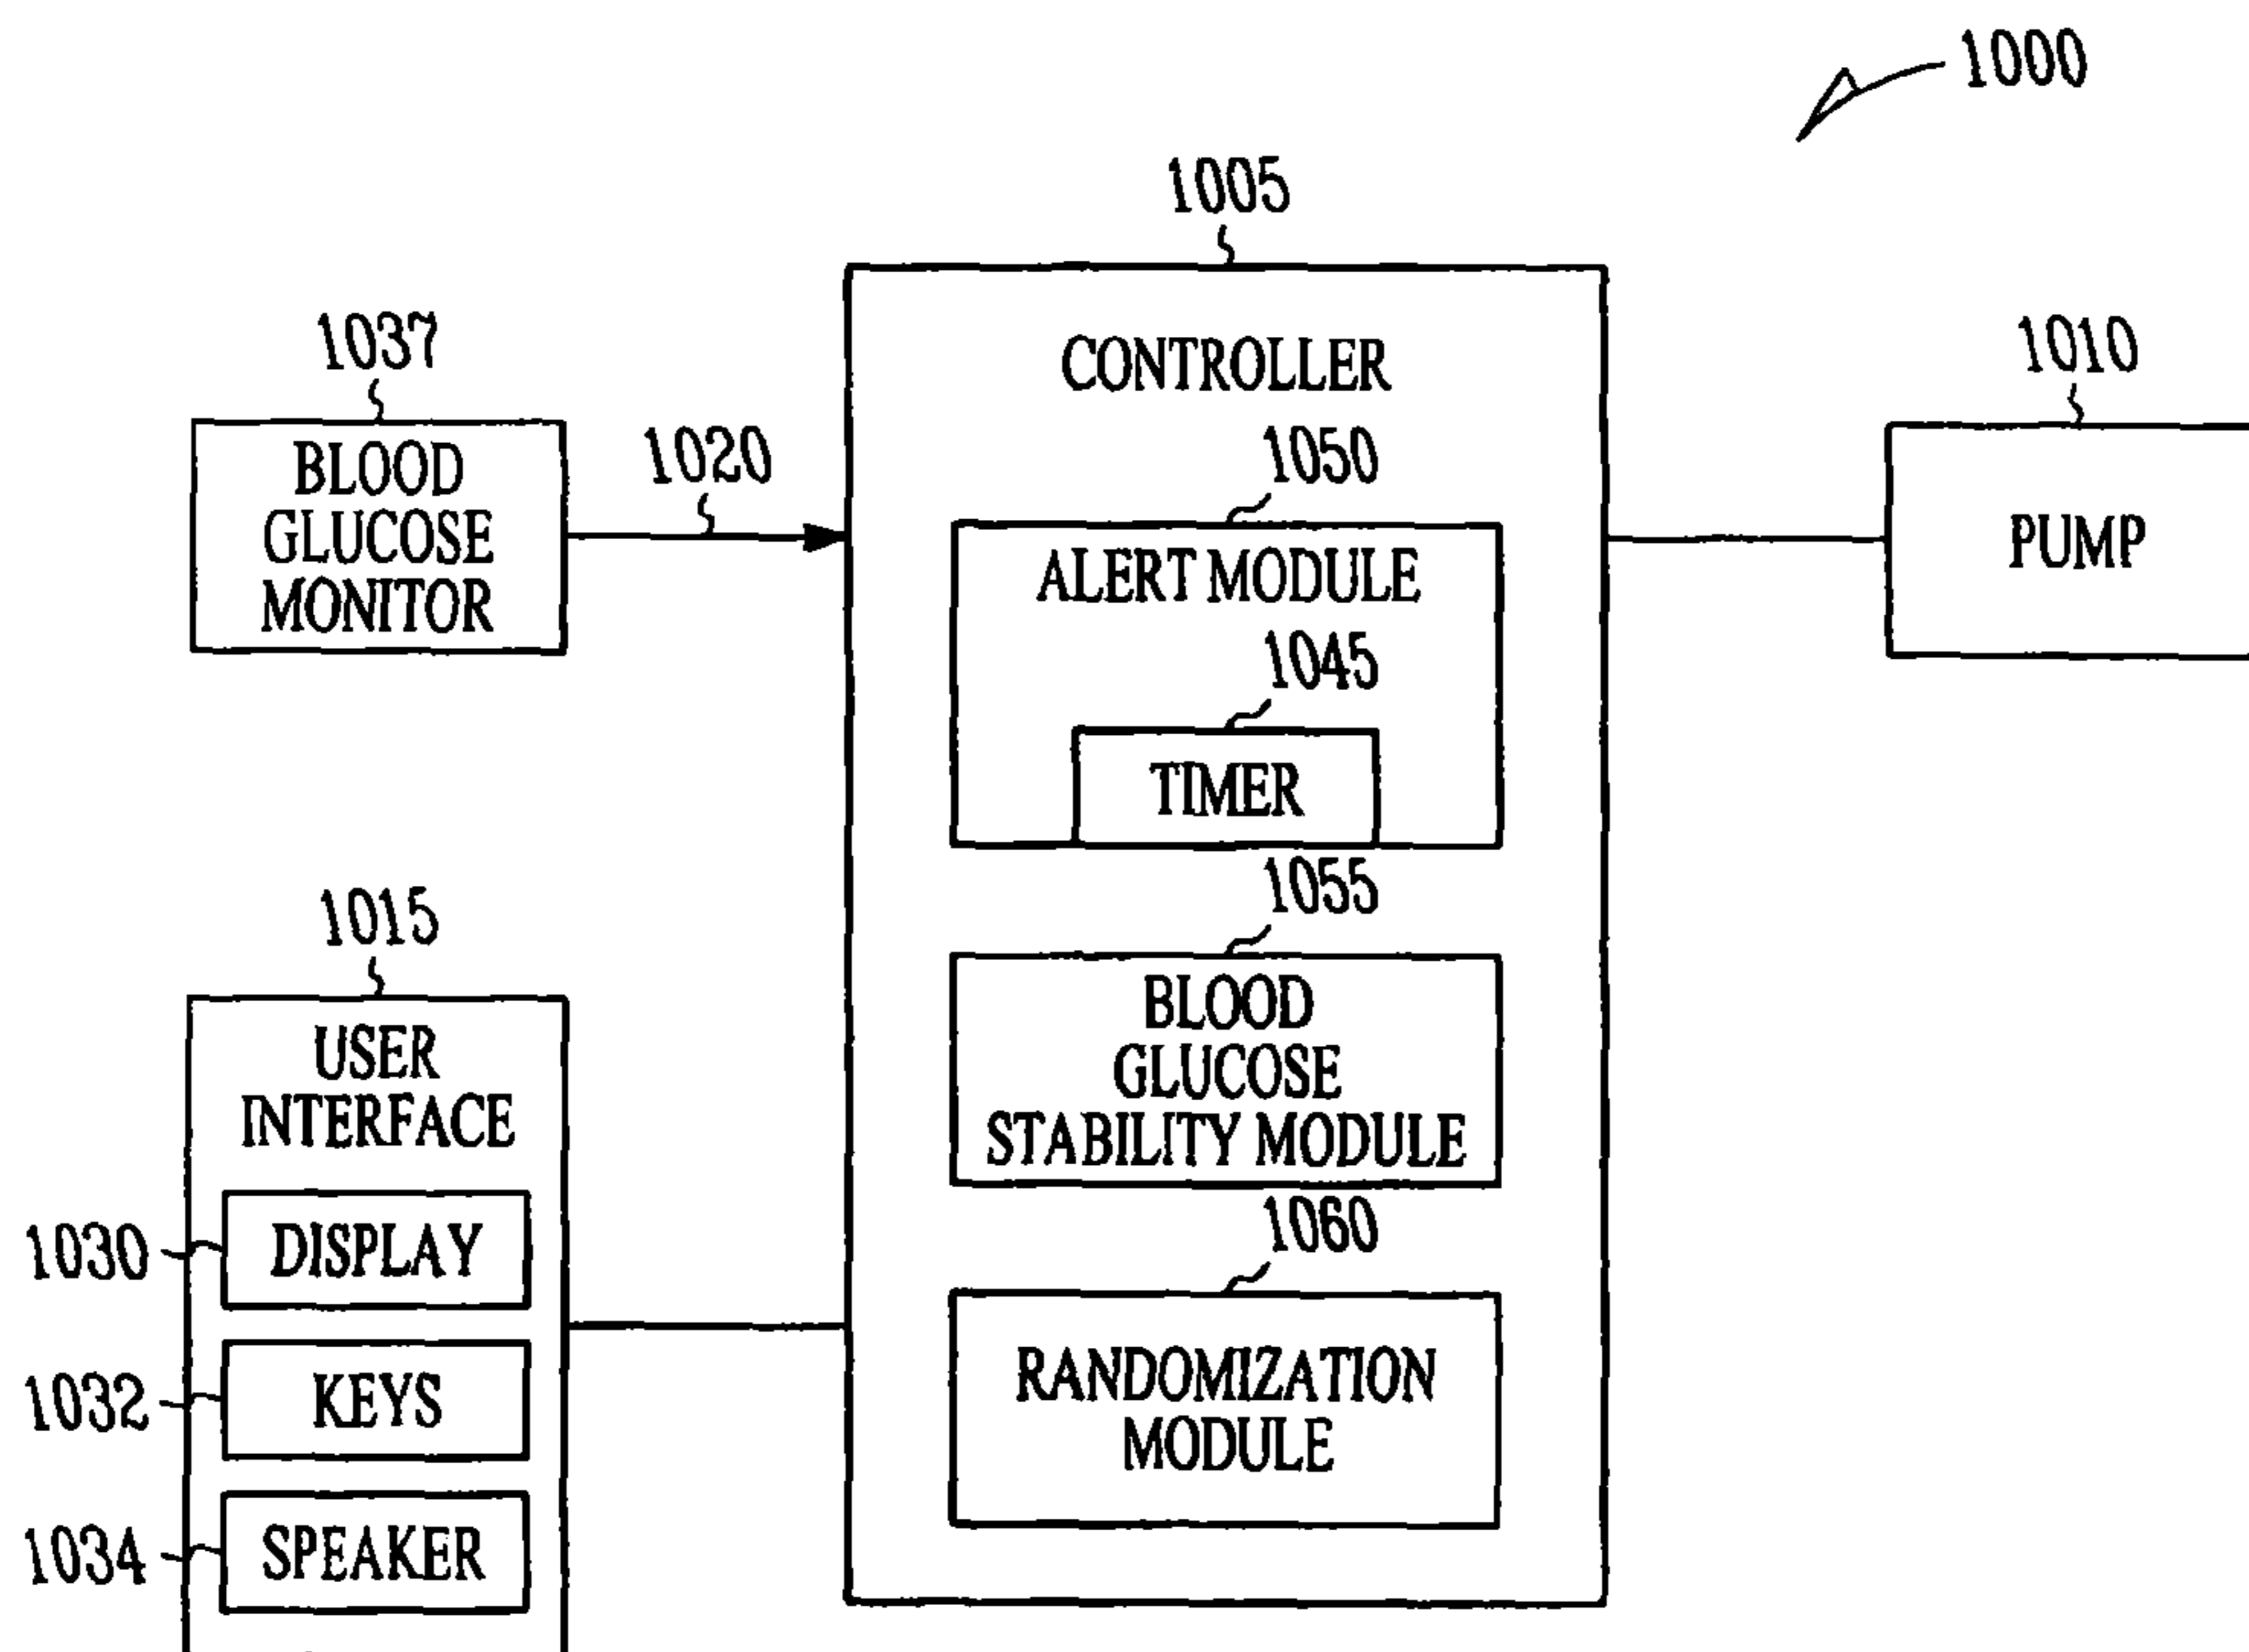 1000
1005
1037
BLOOD
GLUCOSE
MONITOR
1020
CONTROLLER
1050
ALERT MODULE
1045
TIMER
1055
BLOOD
GLUCOSE
STABILITY MODULE
1060
RANDOMIZATION
MODULE
1010
PUMP
1015
USER
INTERFACE
1030
DISPLAY
1032
KEYS
1034
SPEAKER